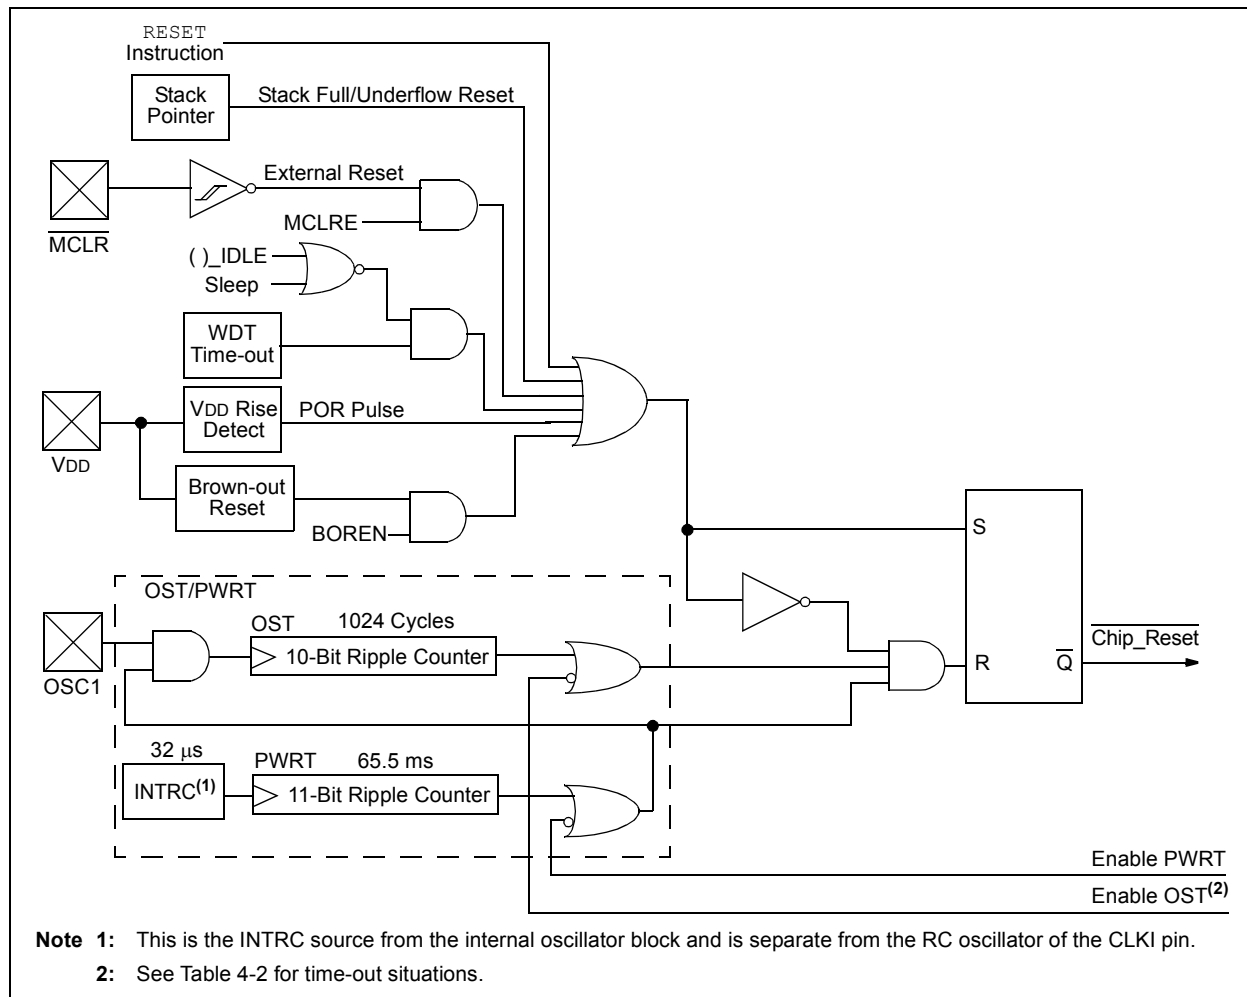 RESET
Instruction
Stack
Pointer
Stack Full/Underflow Reset
External Reset
MCLRE
MCLR
( )_IDLE
Sleep
WDT
Time-out
VDD Rise
Detect
POR Pulse
VDD
Brown-out
Reset
BOREN
S
OST/PWRT
OST
1024 Cycles
10-Bit Ripple Counter
OSC1
R
Q
Chip_Reset
32 μs
INTRC(1)
PWRT
65.5 ms
11-Bit Ripple Counter
Enable PWRT
Enable OST(2)
Note 1: This is the INTRC source from the internal oscillator block and is separate from the RC oscillator of the CLKI pin.
2: See Table 4-2 for time-out situations.